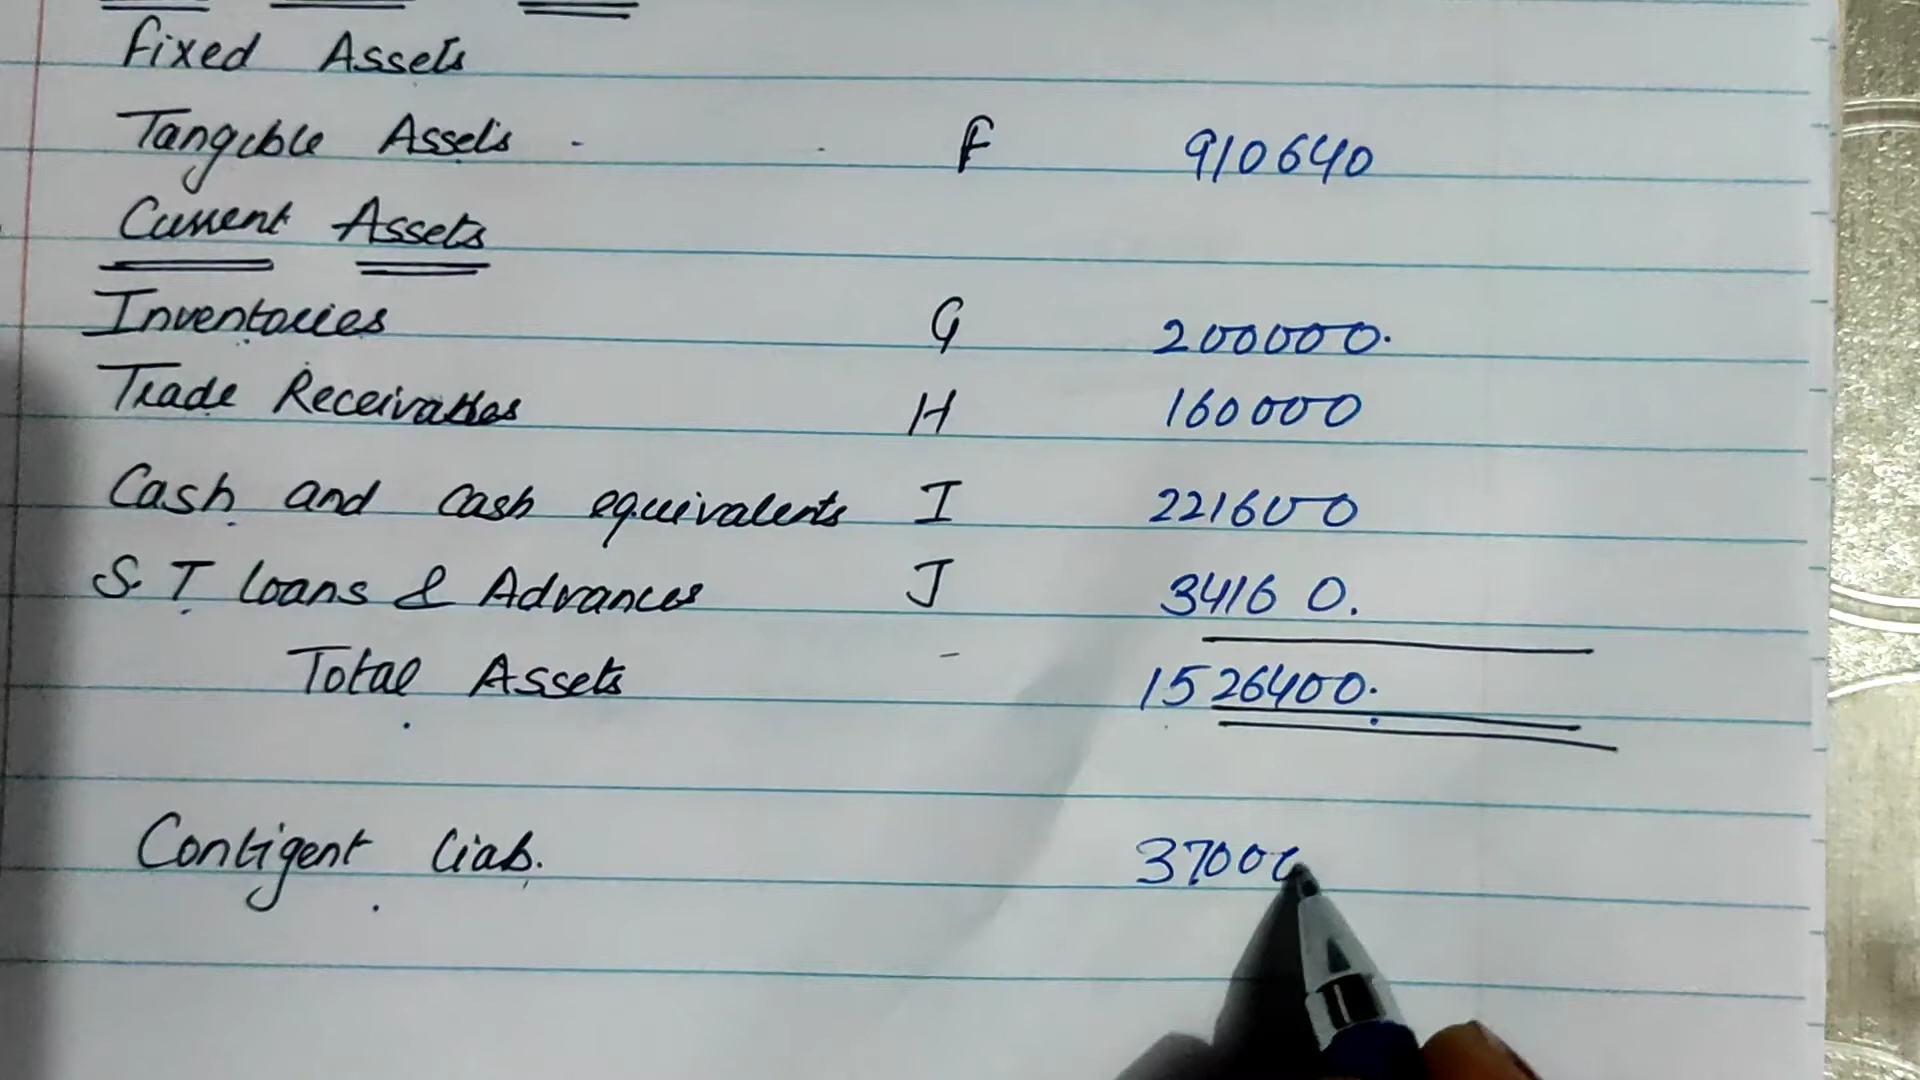 Fixed Assets
Tangible Assets - F 910640
Current Assets
Inventories G 200000.
Trade Receivables H 160000
Cash and cash equivalents I 221600
S.T loans & Advances J 34160.
Total Assets - 1526400.
Contigent Liab. 37000